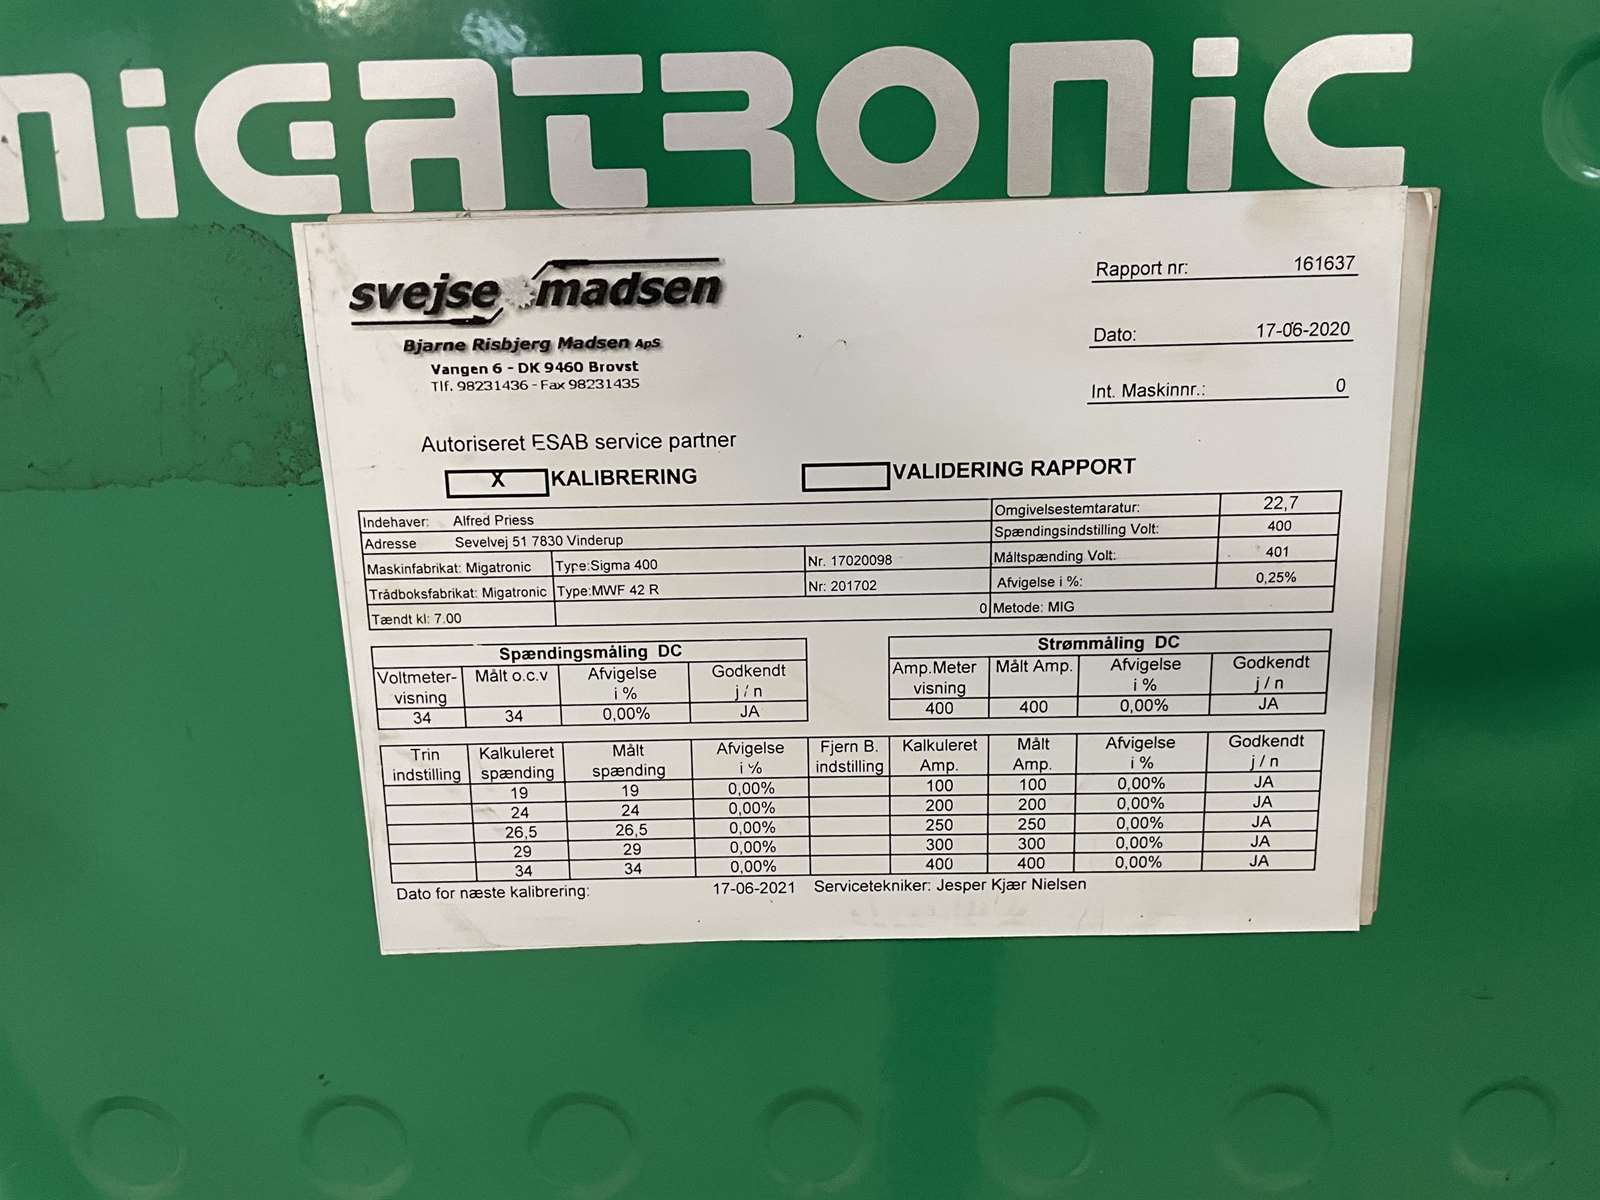 MIGATRONIC
svejse madsen
Bjarne Risbjerg Madsen ApS
Vangen 6 - DK 9460 Brovst
Tlf. 98231436 - Fax 98231435
Rapport nr: 161637
Dato: 17-06-2020
Int. Maskinnr.: 0
Autoriseret ESAB service partner
X KALIBRERING VALIDERING RAPPORT
Indehaver: Alfred Priess Omgivelsestemtaratur: 22,7
Adresse Sevelvej 51 7830 Vinderup Spændingsindstilling Volt: 400
Maskinfabrikat: Migatronic Type:Sigma 400 Nr. 17020098 Måltspænding Volt: 401
Trådboksfabrikat: Migatronic Type:MWF 42 R Nr: 201702 Afvigelse i %: 0,25%
Tændt kl: 7.00 0 Metode: MIG
Spændingsmåling DC
Voltmeter- Målt o.c.v Afvigelse Godkendt
visning i % j / n
34 34 0,00% JA
Strømmåling DC
Amp.Meter Målt Amp. Afvigelse Godkendt
visning i % j / n
400 400 0,00% JA
Trin Kalkuleret Målt Afvigelse Fjern B. Kalkuleret Målt Afvigelse Godkendt
indstilling spænding spænding i % indstilling Amp. Amp. i % j / n
19 19 0,00% 100 100 0,00% JA
24 24 0,00% 200 200 0,00% JA
26,5 26,5 0,00% 250 250 0,00% JA
29 29 0,00% 300 300 0,00% JA
34 34 0,00% 400 400 0,00% JA
Dato for næste kalibrering: 17-06-2021 Servicetekniker: Jesper Kjær Nielsen